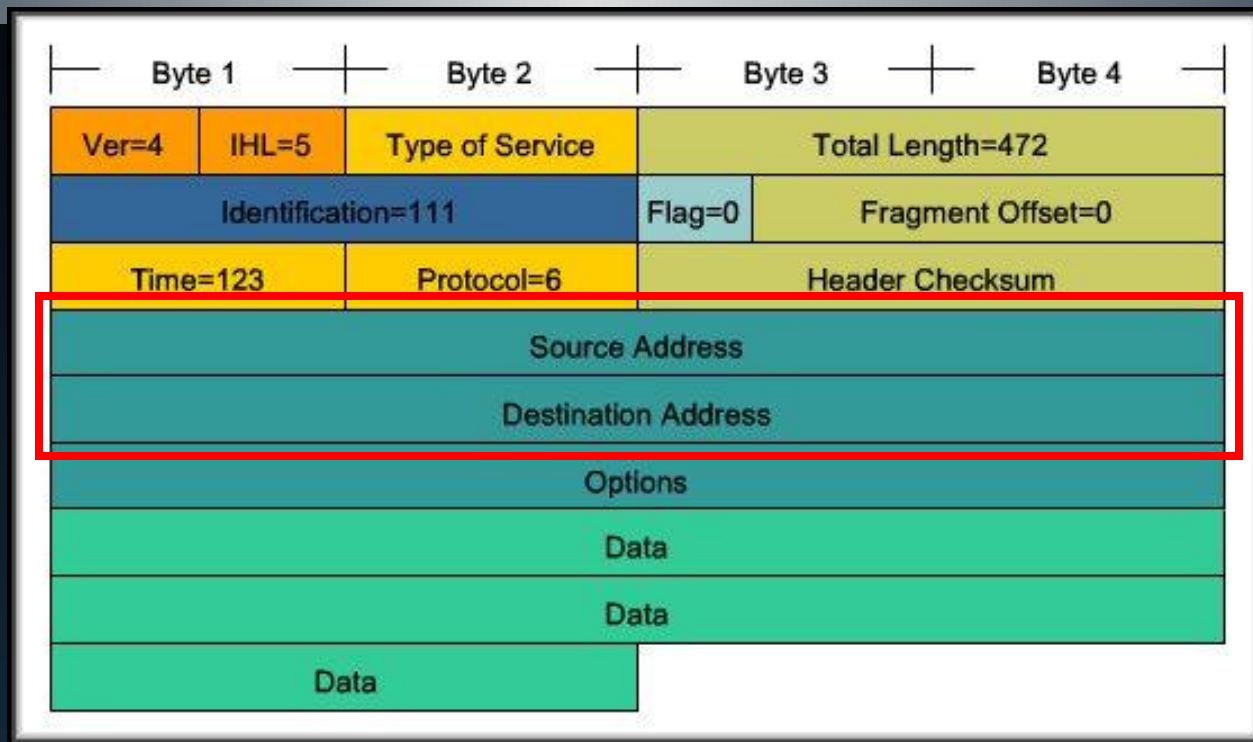 Byte 1 Byte 2 Byte 3 Byte 4
Ver=4 IHL=5 Type of Service Total Length=472
Identification=111 Flag=0 Fragment Offset=0
Time=123 Protocol=6 Header Checksum
Source Address
Destination Address
Options
Data
Data
Data